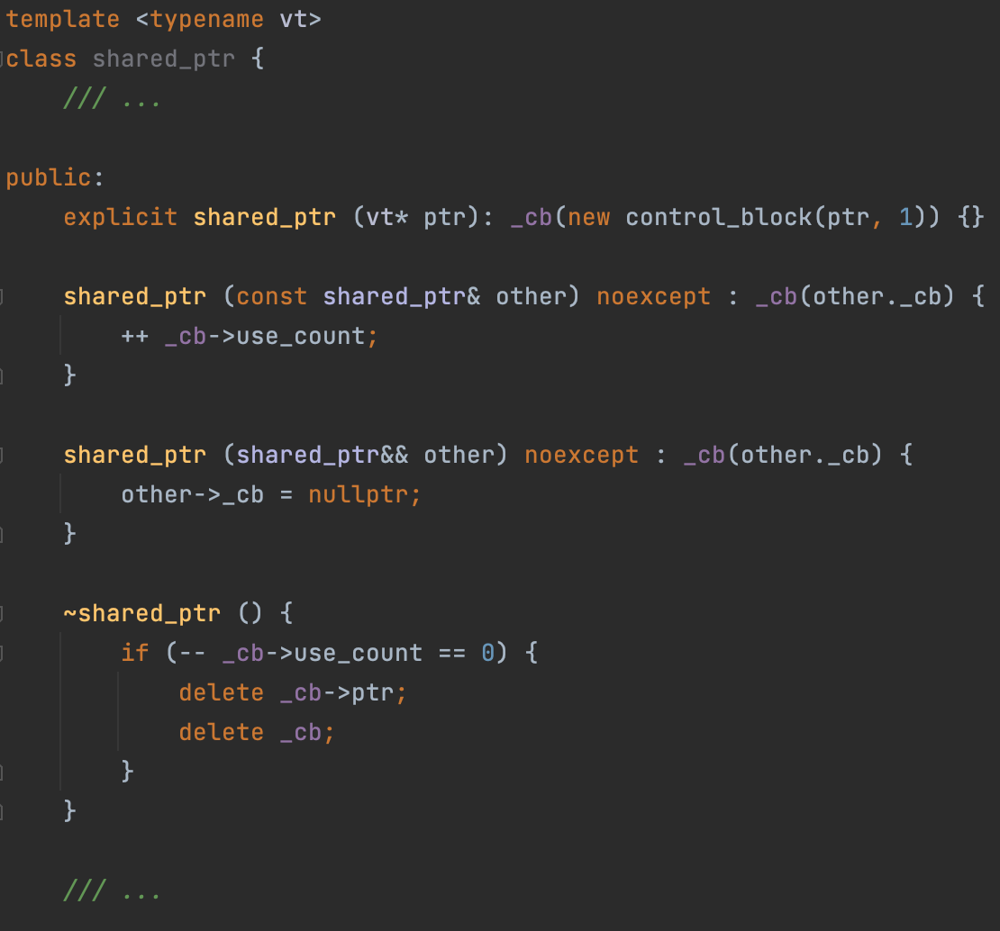 template <typename vt>
class shared_ptr {
/// ...
public:
explicit shared_ptr (vt* ptr): _cb(new control_block(ptr, 1)) {}
shared_ptr (const shared_ptr& other) noexcept : _cb(other._cb) {
++ _cb->use_count;
}
shared_ptr (shared_ptr&& other) noexcept : _cb(other._cb) {
other->_cb = nullptr;
}
~shared_ptr () {
if (-- _cb->use_count == 0) {
delete _cb->ptr;
delete _cb;
}
}
/// ...